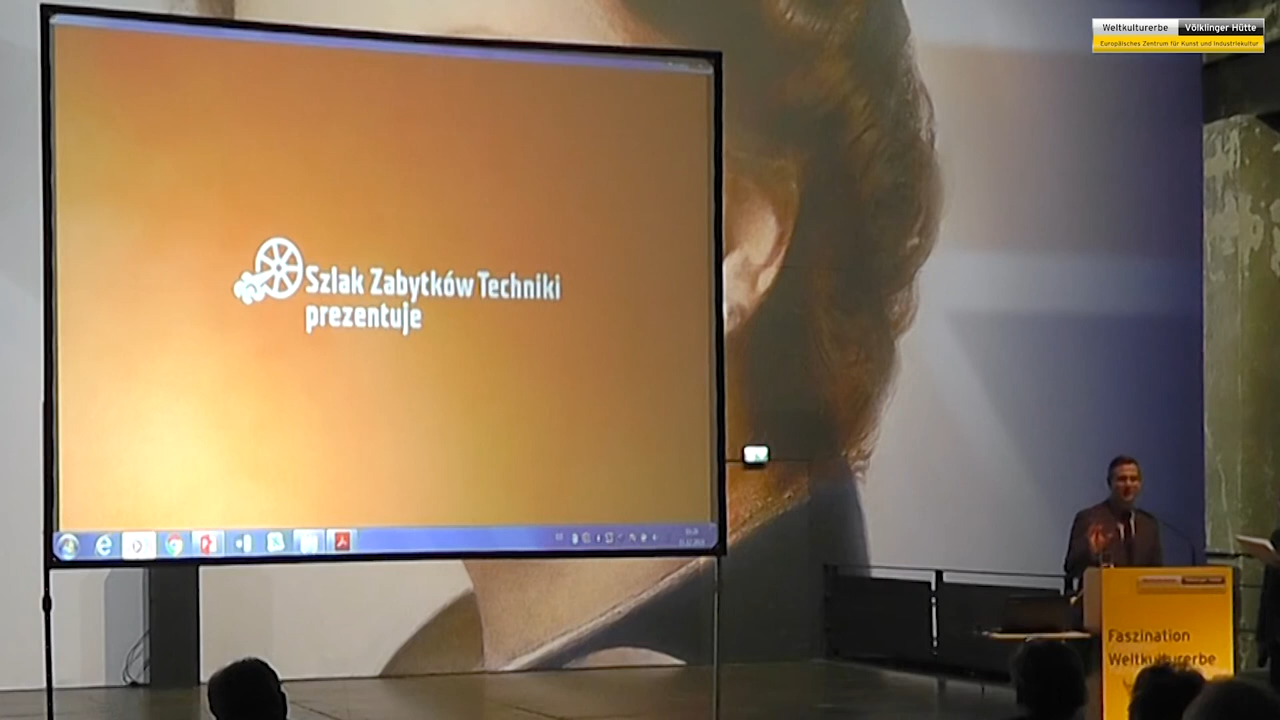 Weltkulturerbe Völklinger Hütte
Europäisches Zentrum für Kunst und Industriekultur
Szlak Zabytków Techniki
prezentuje
Faszination
Weltkulturerbe